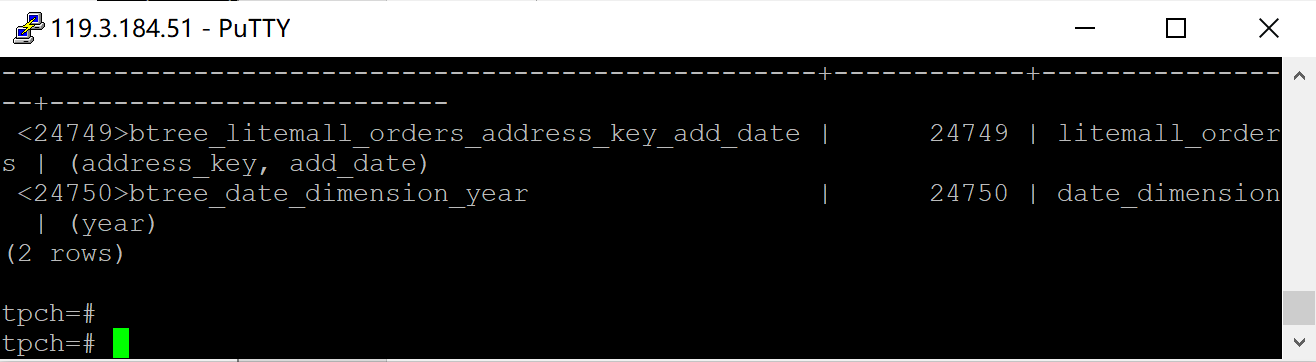 119.3.184.51 - PuTTY
---------------------------------------------------+------------+---------------
--+-------------------------
 <24749>btree_litemall_orders_address_key_add_date |      24749 | litemall_order
s | (address_key, add_date)
 <24750>btree_date_dimension_year                  |      24750 | date_dimension
  | (year)
(2 rows)
tpch=#
tpch=#